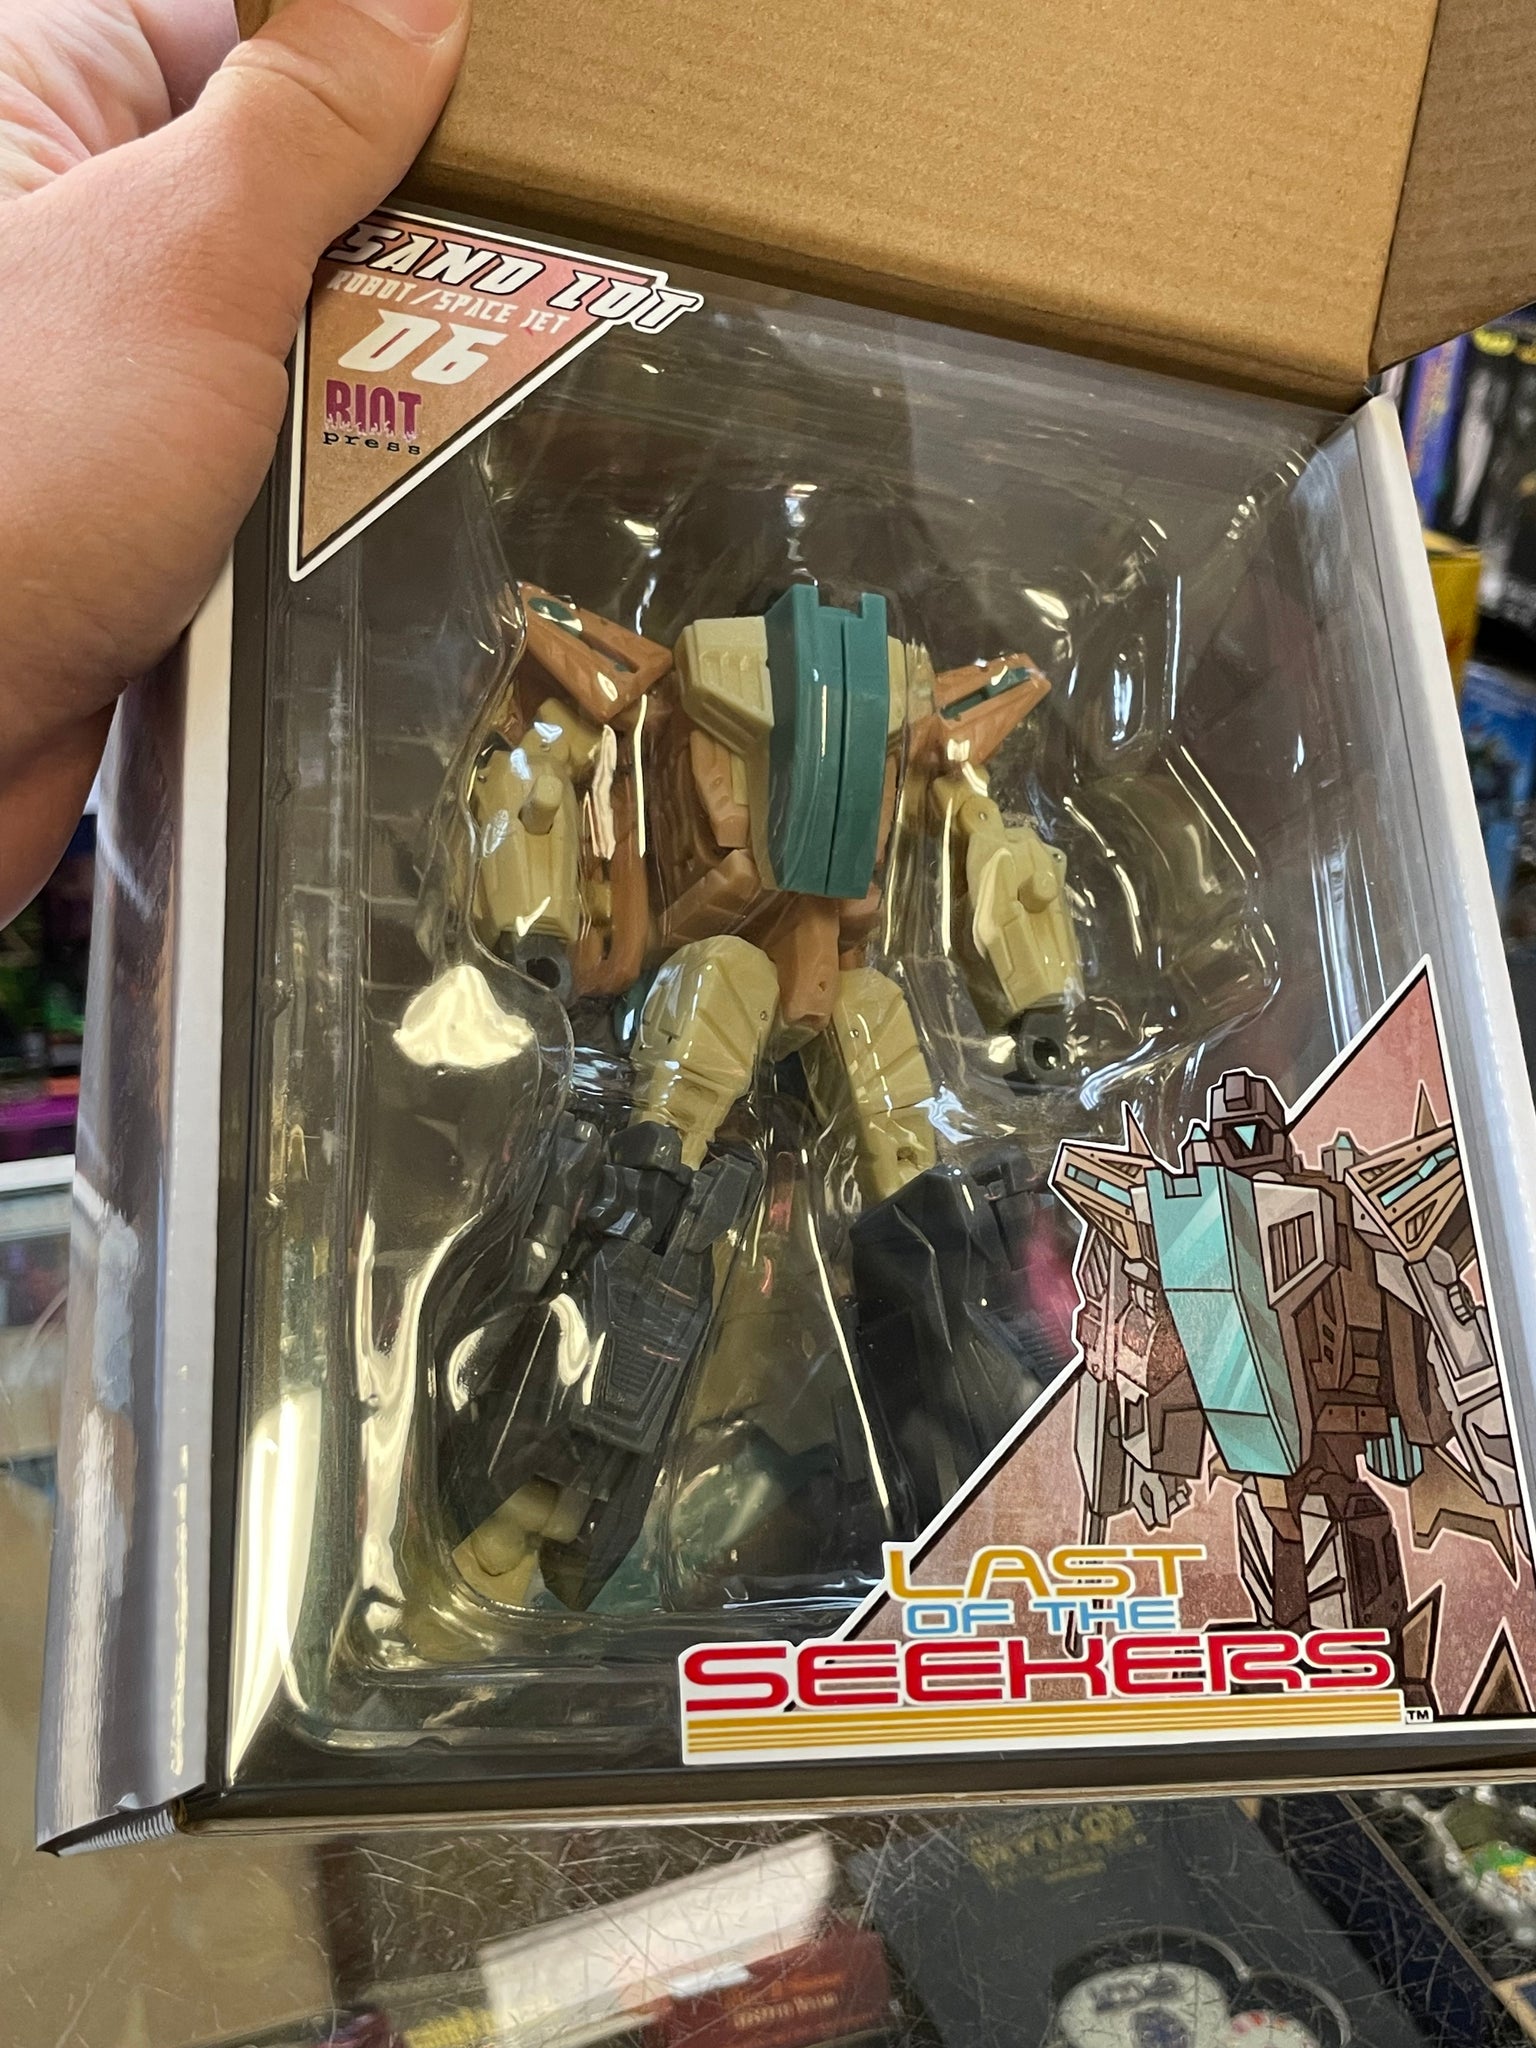 SAND LOT
ROBOT/SPACE JET
06
RIOT
press
LAST
OF THE
SEEKERS
TM